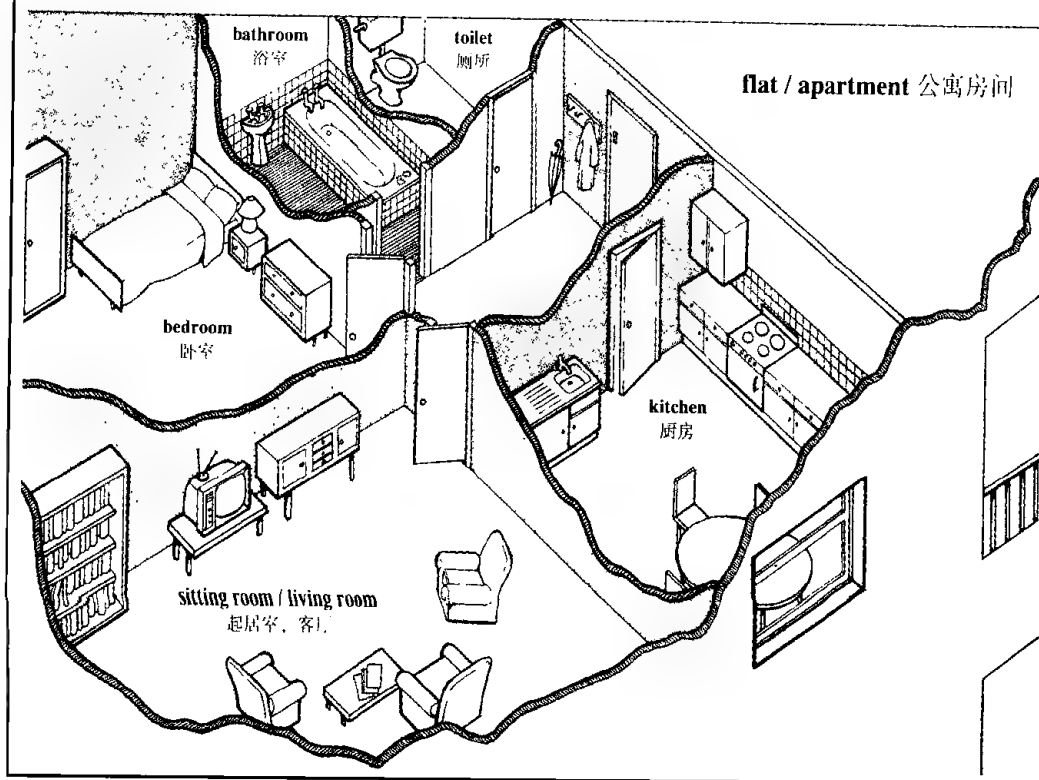 bathroom
浴室
toilet
厕所
flat / apartment 公寓房间
bedroom
卧室
kitchen
厨房
sitting room / living room
起居室，客厅